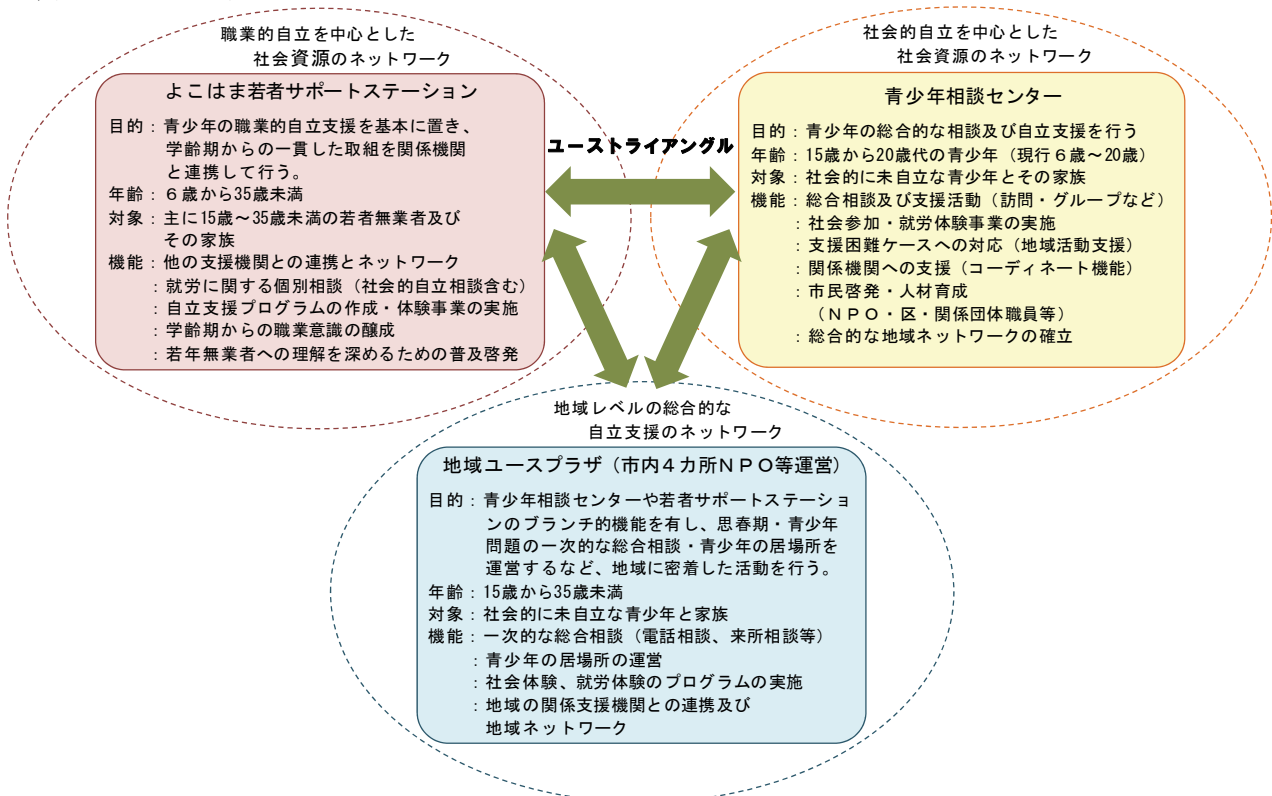 職業的自立を中心とした
社会資源のネットワーク
よこはま若者サポートステーション
目的：青少年の職業的自立支援を基本に置き、
学齢期からの一貫した取組を関係機関
と連携して行う。
年齢：６歳から35歳未満
対象：主に15歳～35歳未満の若者無業者及び
その家族
機能：他の支援機関との連携とネットワーク
：就労に関する個別相談（社会的自立相談含む）
：自立支援プログラムの作成・体験事業の実施
：学齢期からの職業意識の醸成
：若年無業者への理解を深めるための普及啓発
ユーストライアングル
社会的自立を中心とした
社会資源のネットワーク
青少年相談センター
目的：青少年の総合的な相談及び自立支援を行う
年齢：15歳から20歳代の青少年（現行６歳～20歳）
対象：社会的に未自立な青少年とその家族
機能：総合相談及び支援活動（訪問・グループなど）
：社会参加・就労体験事業の実施
：支援困難ケースへの対応（地域活動支援）
：関係機関への支援（コーディネート機能）
：市民啓発・人材育成
（ＮＰＯ・区・関係団体職員等）
：総合的な地域ネットワークの確立
地域レベルの総合的な
自立支援のネットワーク
地域ユースプラザ（市内４カ所ＮＰＯ等運営）
目的：青少年相談センターや若者サポートステーショ
ンのブランチ的機能を有し、思春期・青少年
問題の一次的な総合相談・青少年の居場所を
運営するなど、地域に密着した活動を行う。
年齢：15歳から35歳未満
対象：社会的に未自立な青少年と家族
機能：一次的な総合相談（電話相談、来所相談等）
：青少年の居場所の運営
：社会体験、就労体験のプログラムの実施
：地域の関係支援機関との連携及び
地域ネットワーク